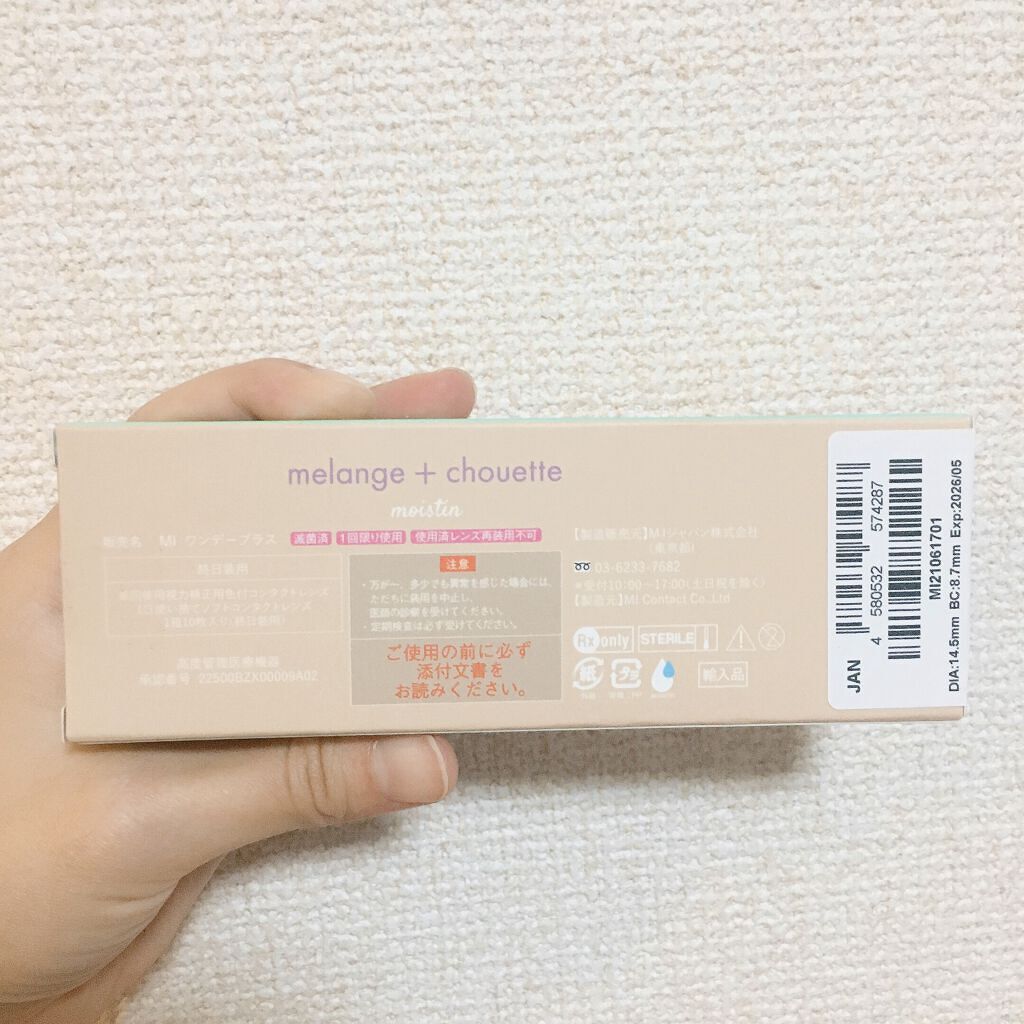 melange + chouette
moistin
販売名 MI ワンデープラス
滅菌済 1回限り使用 使用済レンズ再装用不可
終日装用
滅菌済使用視力補正用色付コンタクトレンズ
1日使い捨てソフトコンタクトレンズ
1箱10枚入り(終日装用)
高度管理医療機器
承認番号 22500BZX00009A02
注意
・万が一、多少でも異常を感じた場合には、
ただちに装用を中止し、
医師の診察を受けてください。
・定期検査は必ず受けてください。
ご使用の前に必ず
添付文書を
お読みください。
【製造販売元】MIジャパン株式会社
(東京都)
03-6233-7682
※受付10:00~17:00(土日祝を除く)
【製造元】MI Contact Co.,Ltd
Rx only STERILE
輸入品
JAN
4 580532 574287
MI21061701
DIA:14.5mm BC:8.7mm Exp:2026/05